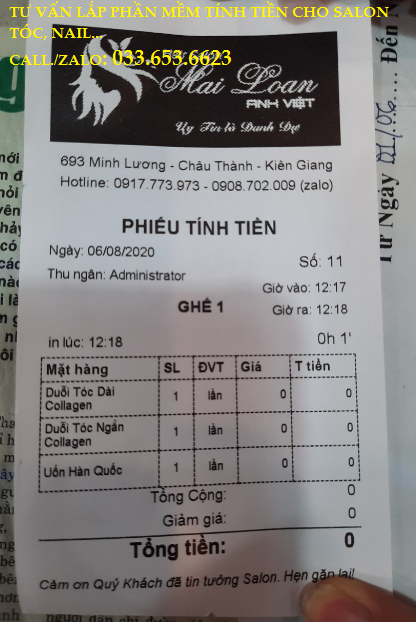 TƯ VẤN LẮP PHẦN MỀM TÍNH TIỀN CHO SALON
TÓC, NAIL...
CALL/ZALO: 033.653.6623
Mai Loan
ANH VIỆT
Uy Tín là Danh Dự
693 Minh Lương - Châu Thành - Kiên Giang
Hotline: 0917.773.973 - 0908.702.009 (zalo)
PHIẾU TÍNH TIỀN
Ngày: 06/08/2020
Số: 11
Thu ngân: Administrator
Giờ vào: 12:17
GHẾ 1
Giờ ra: 12:18
in lúc: 12:18
0h 1'
Mặt hàng SL ĐVT Giá T tiền
Duỗi Tóc Dài Collagen 1 lần 0 0
Duỗi Tóc Ngắn Collagen 1 lần 0 0
Uốn Hàn Quốc 1 lần 0 0
Tổng Cộng: 0
Giảm giá: 0
Tổng tiền: 0
Cảm ơn Quý Khách đã tin tưởng Salon. Hẹn gặp lại!
Từ Ngày 01/06.... Đến N